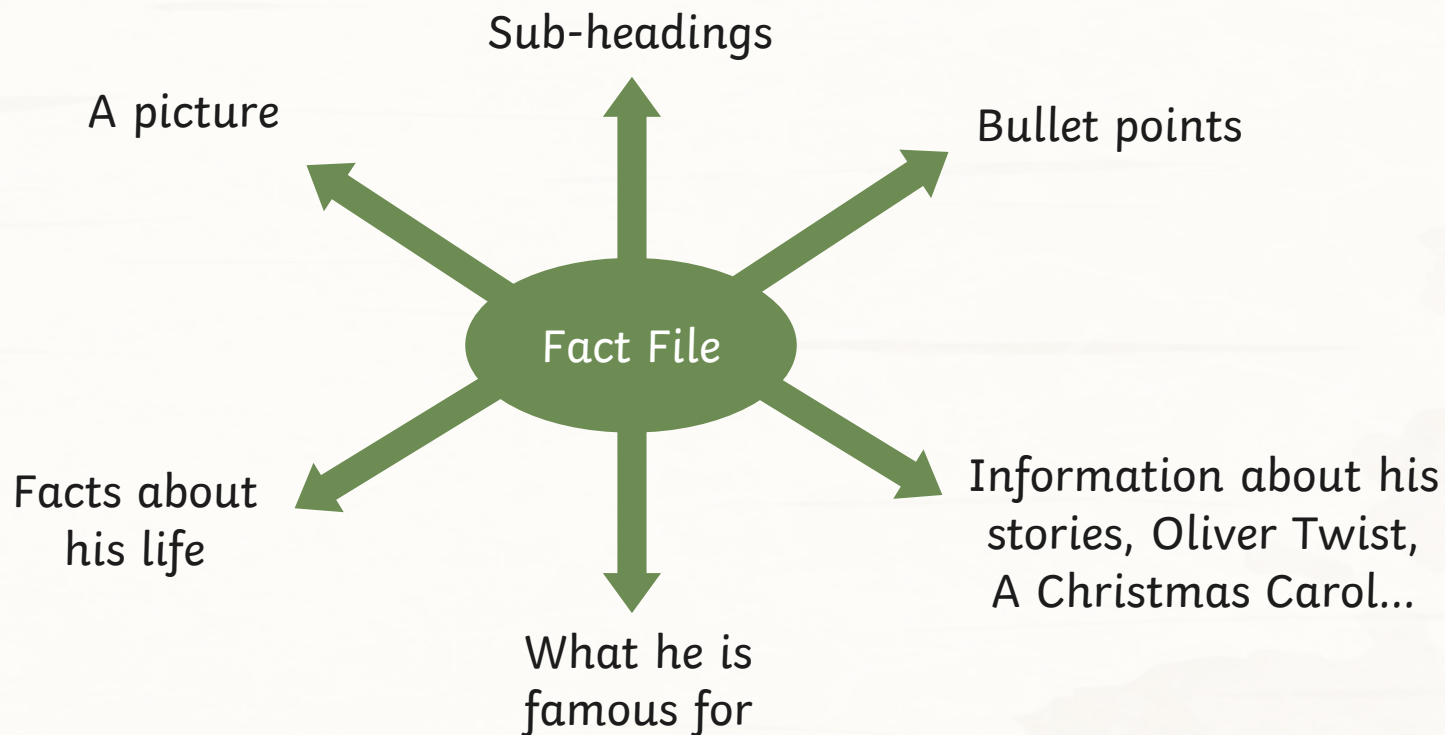 Sub-headings
A picture
Bullet points
Fact File
Facts about
his life
Information about his
stories, Oliver Twist,
A Christmas Carol...
What he is
famous for